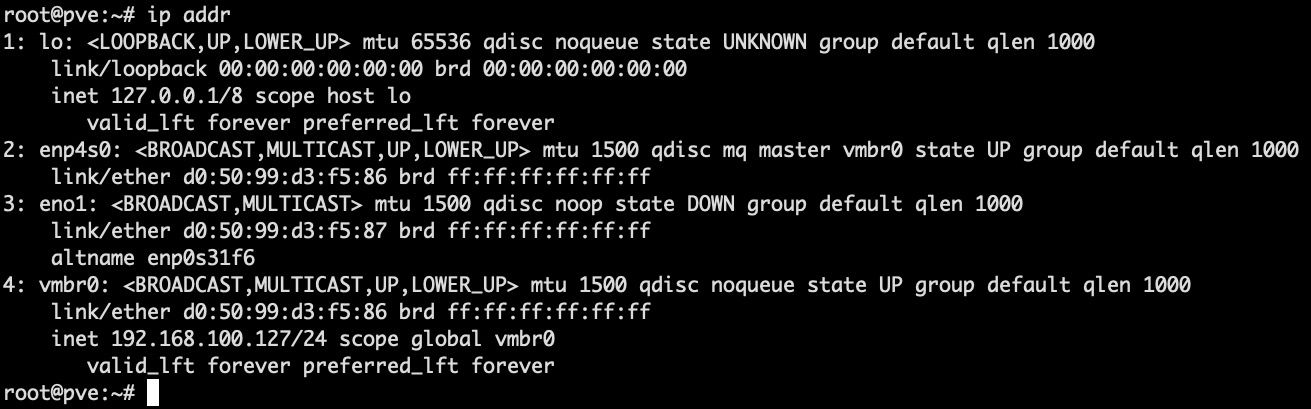 root@pve:~# ip addr
1: lo: <LOOPBACK,UP,LOWER_UP> mtu 65536 qdisc noqueue state UNKNOWN group default qlen 1000
    link/loopback 00:00:00:00:00:00 brd 00:00:00:00:00:00
    inet 127.0.0.1/8 scope host lo
       valid_lft forever preferred_lft forever
2: enp4s0: <BROADCAST,MULTICAST,UP,LOWER_UP> mtu 1500 qdisc mq master vmbr0 state UP group default qlen 1000
    link/ether d0:50:99:d3:f5:86 brd ff:ff:ff:ff:ff:ff
3: eno1: <BROADCAST,MULTICAST> mtu 1500 qdisc noop state DOWN group default qlen 1000
    link/ether d0:50:99:d3:f5:87 brd ff:ff:ff:ff:ff:ff
    altname enp0s31f6
4: vmbr0: <BROADCAST,MULTICAST,UP,LOWER_UP> mtu 1500 qdisc noqueue state UP group default qlen 1000
    link/ether d0:50:99:d3:f5:86 brd ff:ff:ff:ff:ff:ff
    inet 192.168.100.127/24 scope global vmbr0
       valid_lft forever preferred_lft forever
root@pve:~#